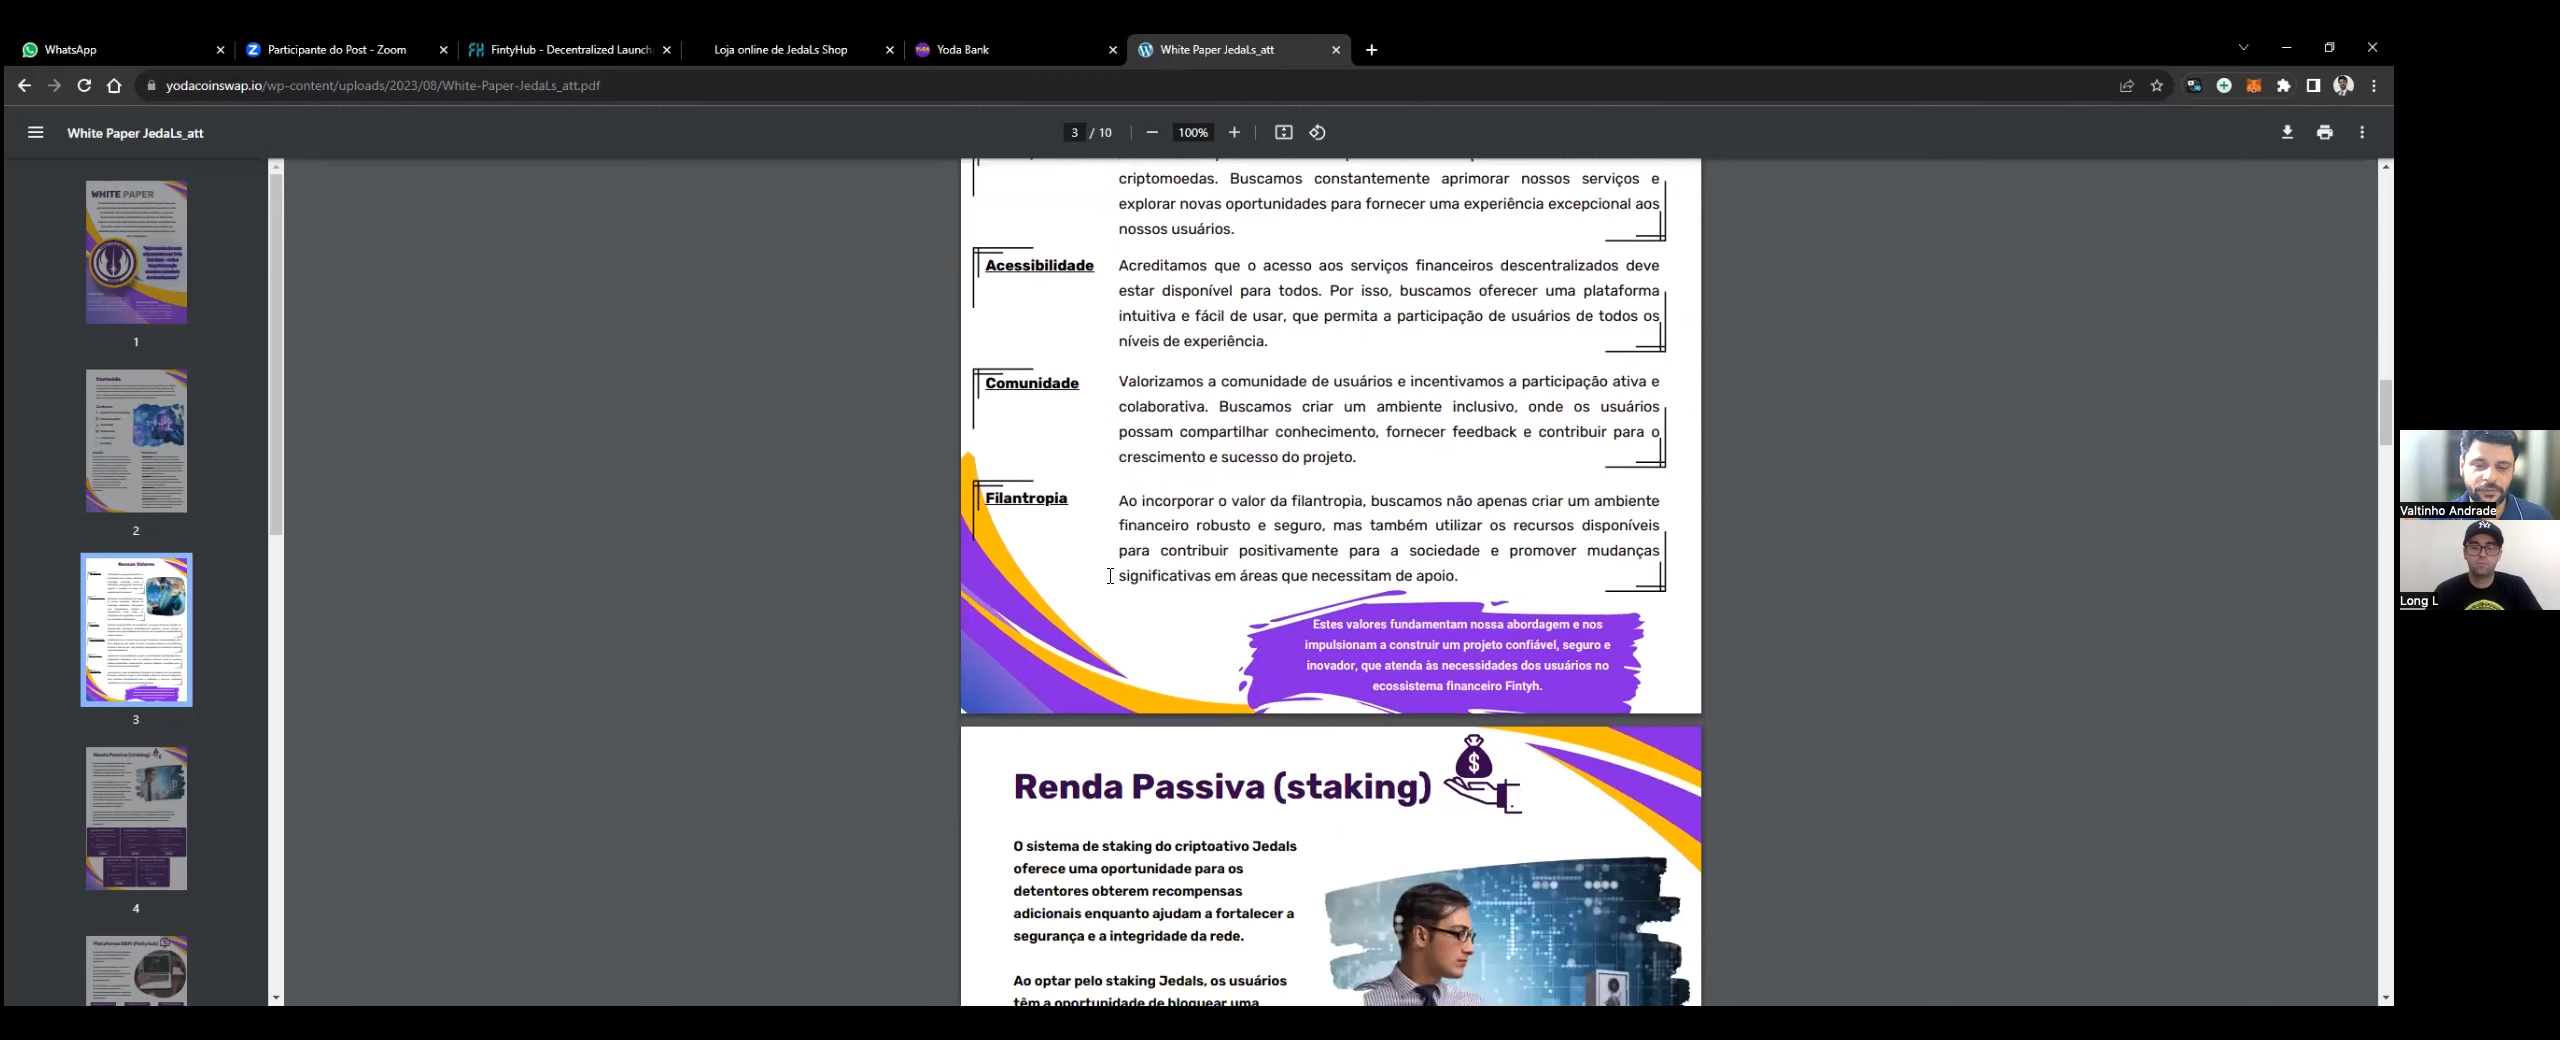 WhatsApp
Participante do Post - Zoom
FintyHub - Decentralized Launch
Loja online de JedaLs Shop
Yoda Bank
White Paper JedaLs_att
yodacoinswap.io/wp-content/uploads/2023/08/White-Paper-JedaLs_att.pdf
White Paper JedaLs_att
3 / 10
100%
WHITE PAPER
1
Conteúdo
2
Nossos Valores
3
Renda Passiva (staking)
4
criptomoedas. Buscamos constantemente aprimorar nossos serviços e
explorar novas oportunidades para fornecer uma experiência excepcional aos
nossos usuários.
Acessibilidade
Acreditamos que o acesso aos serviços financeiros descentralizados deve
estar disponível para todos. Por isso, buscamos oferecer uma plataforma
intuitiva e fácil de usar, que permita a participação de usuários de todos os
níveis de experiência.
Comunidade
Valorizamos a comunidade de usuários e incentivamos a participação ativa e
colaborativa. Buscamos criar um ambiente inclusivo, onde os usuários
possam compartilhar conhecimento, fornecer feedback e contribuir para o
crescimento e sucesso do projeto.
Filantropia
Ao incorporar o valor da filantropia, buscamos não apenas criar um ambiente
financeiro robusto e seguro, mas também utilizar os recursos disponíveis
para contribuir positivamente para a sociedade e promover mudanças
significativas em áreas que necessitam de apoio.
Estes valores fundamentam nossa abordagem e nos
impulsionam a construir um projeto confiável, seguro e
inovador, que atenda às necessidades dos usuários no
ecossistema financeiro Fintyh.
Renda Passiva (staking)
O sistema de staking do criptoativo Jedals
oferece uma oportunidade para os
detentores obterem recompensas
adicionais enquanto ajudam a fortalecer a
segurança e a integridade da rede.
Ao optar pelo staking Jedals, os usuários
têm a oportunidade de bloquear uma
Valtinho Andrade
Long L